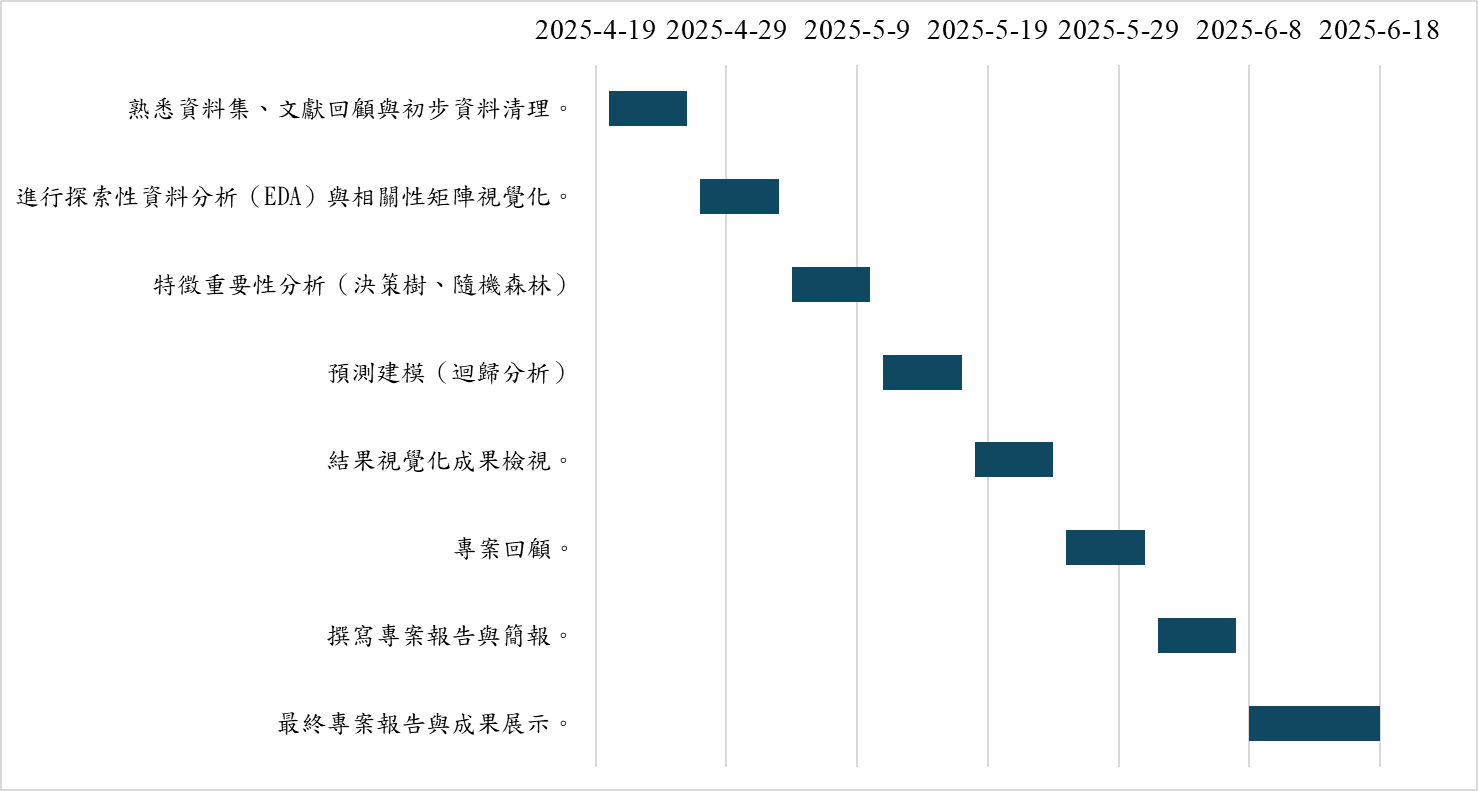 2025-4-19 2025-4-29 2025-5-9 2025-5-19 2025-5-29 2025-6-8 2025-6-18
熟悉資料集、文獻回顧與初步資料清理。
進行探索性資料分析（EDA）與相關性矩陣視覺化。
特徵重要性分析（決策樹、隨機森林）
預測建模（迴歸分析）
結果視覺化成果檢視。
專案回顧。
撰寫專案報告與簡報。
最終專案報告與成果展示。